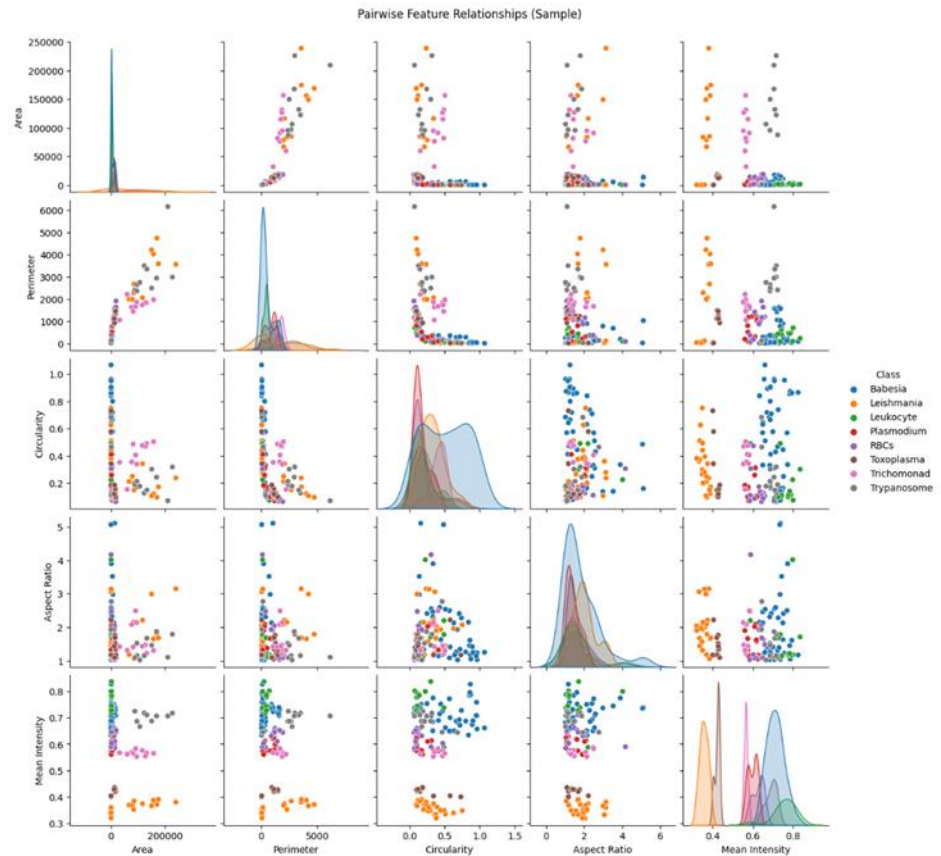 Pairwise Feature Relationships (Sample)
250000
200000
150000
100000
50000
0
Area
6000
5000
4000
3000
2000
1000
0
Perimeter
1.0
0.8
0.6
0.4
0.2
Circularity
Class
Babesia
Leishmania
Leukocyte
Plasmodium
RBCs
Toxoplasma
Trichomonad
Trypanosome
5
4
3
2
1
Aspect Ratio
0.8
0.7
0.6
0.5
0.4
0.3
Mean Intensity
0 200000 0 5000 0.0 0.5 1.0 1.5 0 2 4 6 0.4 0.6 0.8
Area Perimeter Circularity Aspect Ratio Mean Intensity